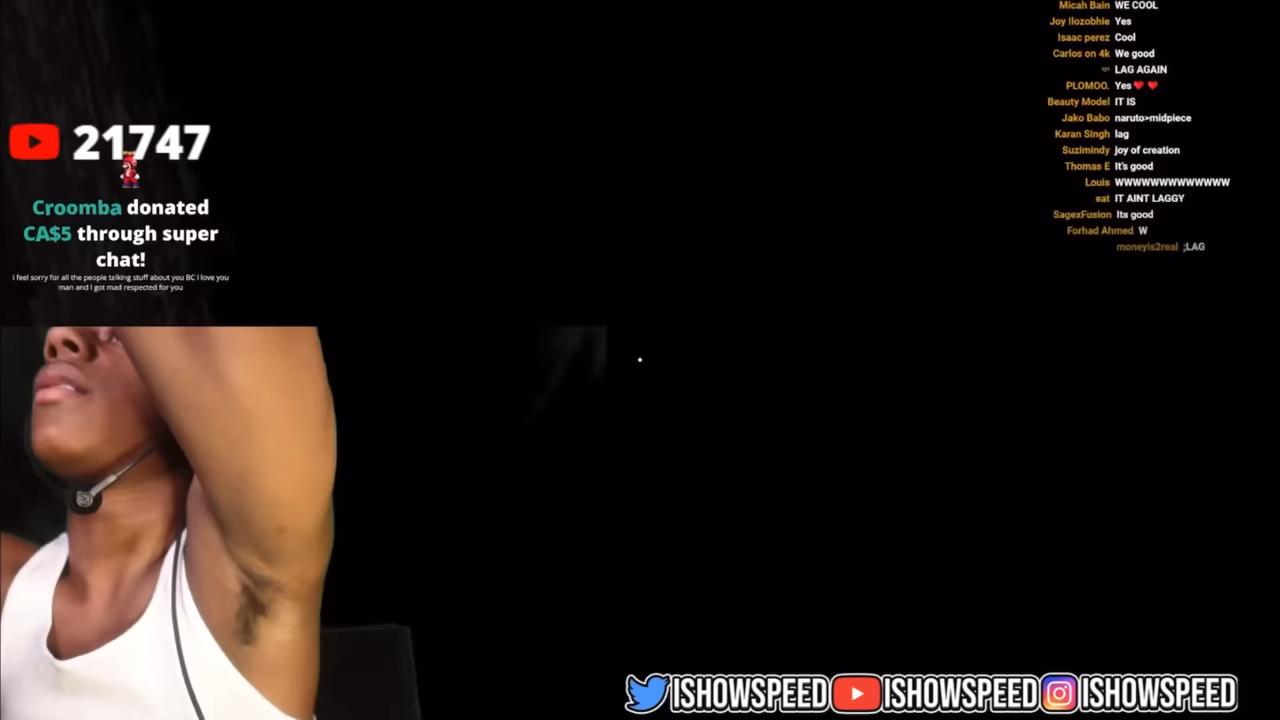 21747
Croomba donated
CA$5 through super
chat!
i feel sorry for all the people talking stuff about you BC I love you
man and I got mad respected for you
Micah Bain WE COOL
Joy Ilozobhie Yes
Isaac perez Cool
Carlos on 4k We good
LAG AGAIN
PLOMOO. Yes❤️ ❤️
Beauty Model IT IS
Jako Babo naruto>midpiece
Karan Singh lag
Suzimindy joy of creation
Thomas E It's good
Louis WWWWWWWWWWWWW
eat IT AINT LAGGY
SagexFusion Its good
Forhad Ahmed W
moneyis2real ;LAG
ISHOWSPEED ISHOWSPEED ISHOWSPEED